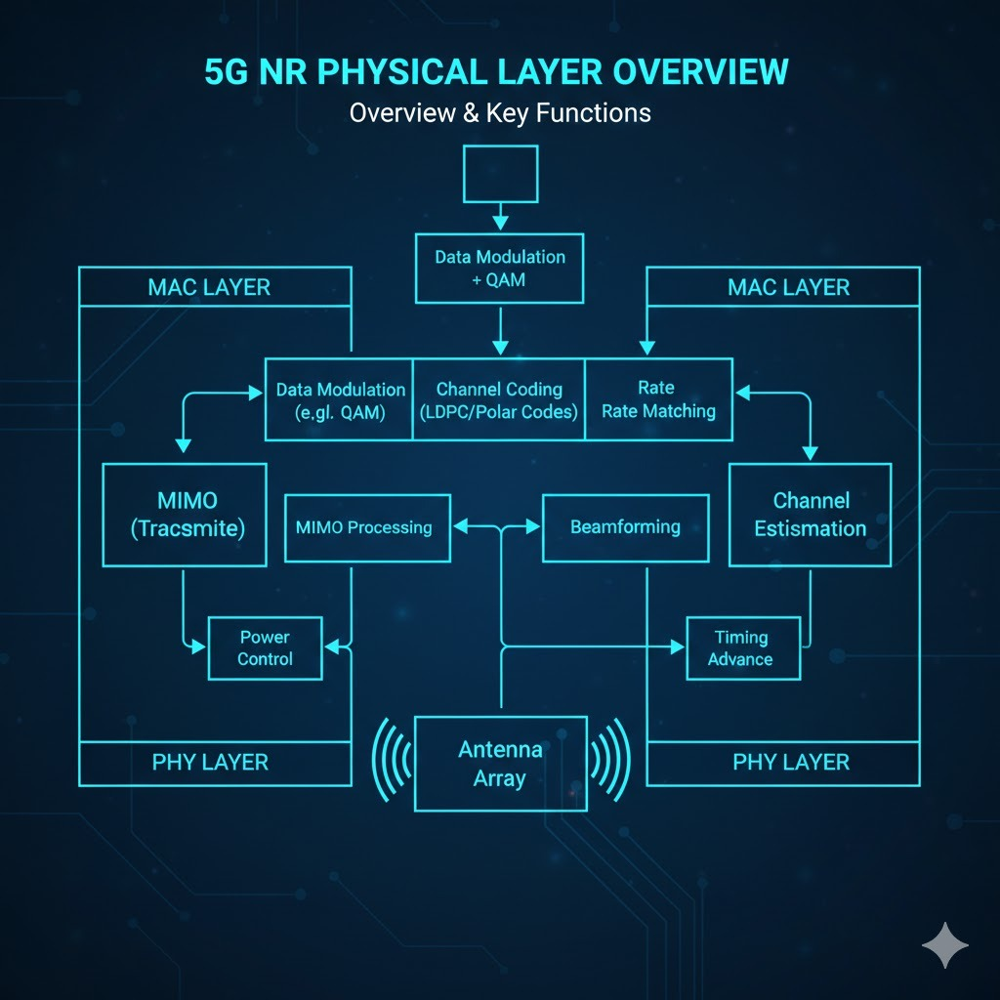 5G NR PHYSICAL LAYER OVERVIEW
Overview & Key Functions
Data Modulation
+ QAM
MAC LAYER
MAC LAYER
Data Modulation
(e,gl. QAM)
Channel Coding
(LDPC/Polar Codes)
Rate
Rate Matching
MIMO
(Tracsmite)
MIMO Processing
Beamforming
Channel
Estismation
Power
Control
Timing
Advance
PHY LAYER
Antenna
Array
PHY LAYER